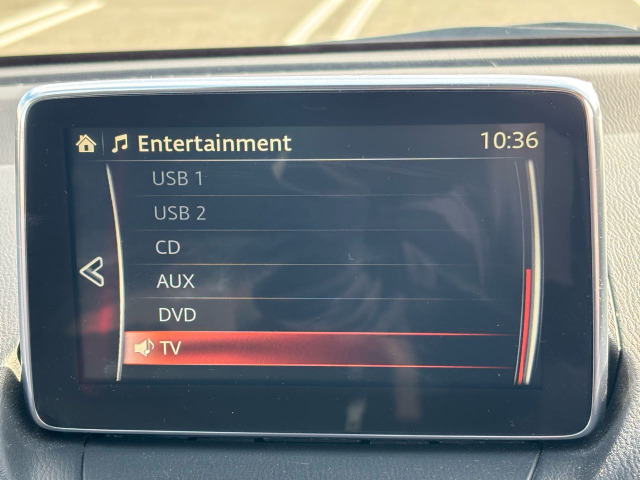 Entertainment 10:36
USB 1
USB 2
CD
AUX
DVD
TV